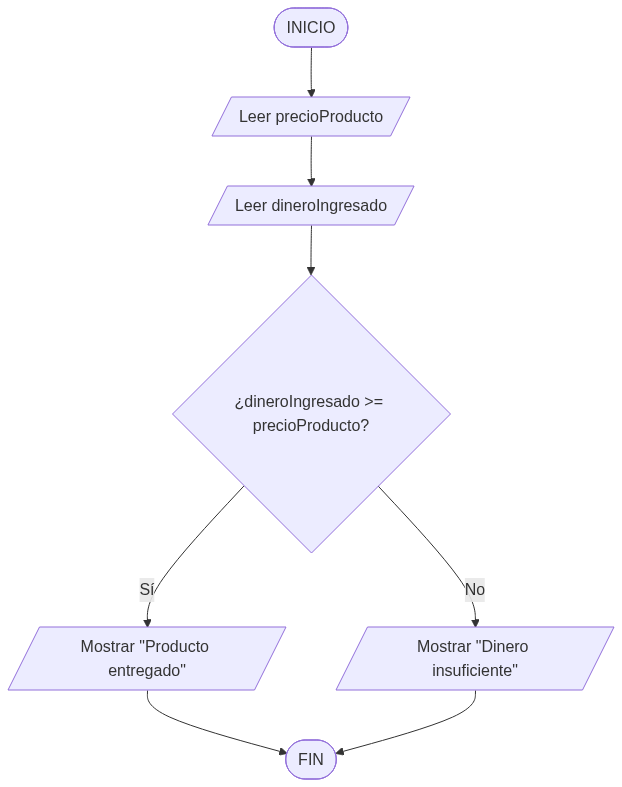 INICIO
Leer precioProducto
Leer dineroIngresado
¿dineroIngresado >=
precioProducto?
Sí
No
Mostrar "Producto
entregado"
Mostrar "Dinero
insuficiente"
FIN